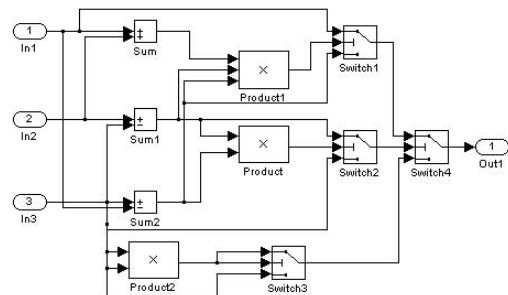 1
In1
Sum
Product1
Switch1
2
In2
Sum1
Product
Switch2
Switch4
1
Out1
3
In3
Sum2
Product2
Switch3